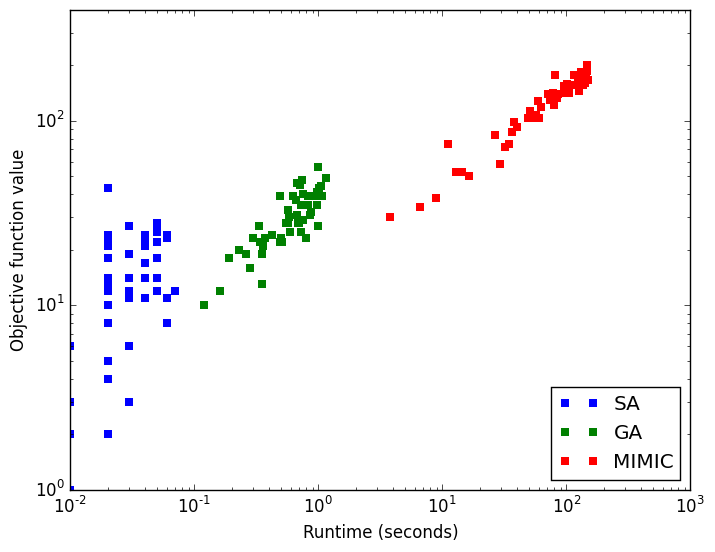 Objective function value
10²
10¹
10⁰
10⁻² 10⁻¹ 10⁰ 10¹ 10² 10³
Runtime (seconds)
SA
GA
MIMIC